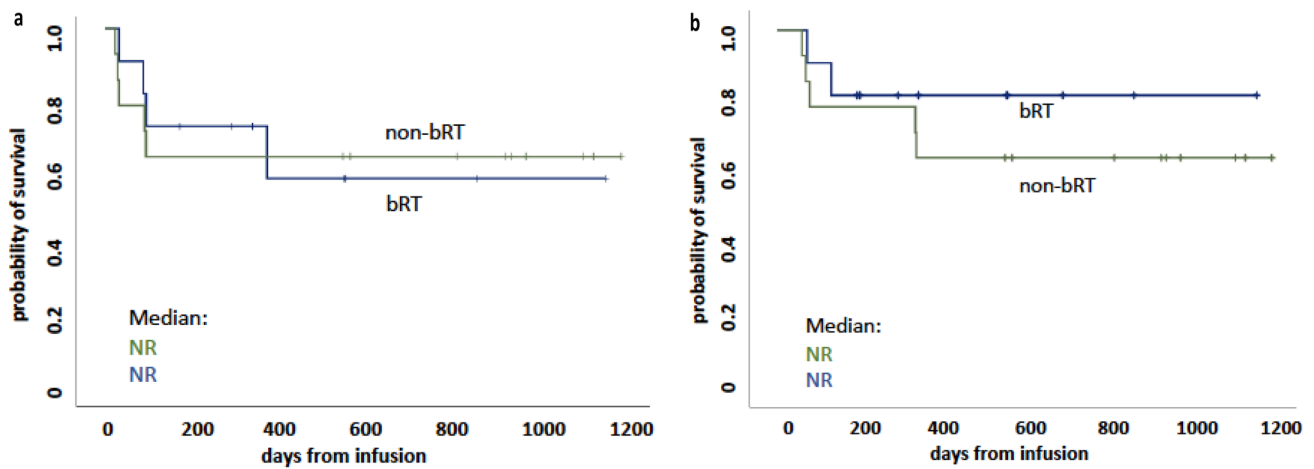 a
probability of survival
1.0
0.8
0.6
0.4
0.2
0
non-bRT
bRT
Median:
NR
NR
0 200 400 600 800 1000 1200
days from infusion
b
probability of survival
1.0
0.8
0.6
0.4
0.2
0
bRT
non-bRT
Median:
NR
NR
0 200 400 600 800 1000 1200
days from infusion